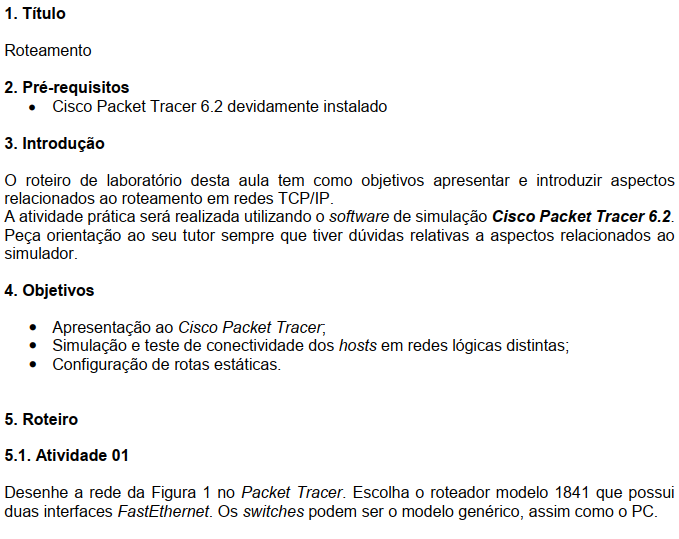 1. Título
Roteamento
2. Pré-requisitos
• Cisco Packet Tracer 6.2 devidamente instalado
3. Introdução
O roteiro de laboratório desta aula tem como objetivos apresentar e introduzir aspectos
relacionados ao roteamento em redes TCP/IP.
A atividade prática será realizada utilizando o software de simulação Cisco Packet Tracer 6.2.
Peça orientação ao seu tutor sempre que tiver dúvidas relativas a aspectos relacionados ao
simulador.
4. Objetivos
• Apresentação ao Cisco Packet Tracer;
• Simulação e teste de conectividade dos hosts em redes lógicas distintas;
• Configuração de rotas estáticas.
5. Roteiro
5.1. Atividade 01
Desenhe a rede da Figura 1 no Packet Tracer. Escolha o roteador modelo 1841 que possui
duas interfaces FastEthernet. Os switches podem ser o modelo genérico, assim como o PC.